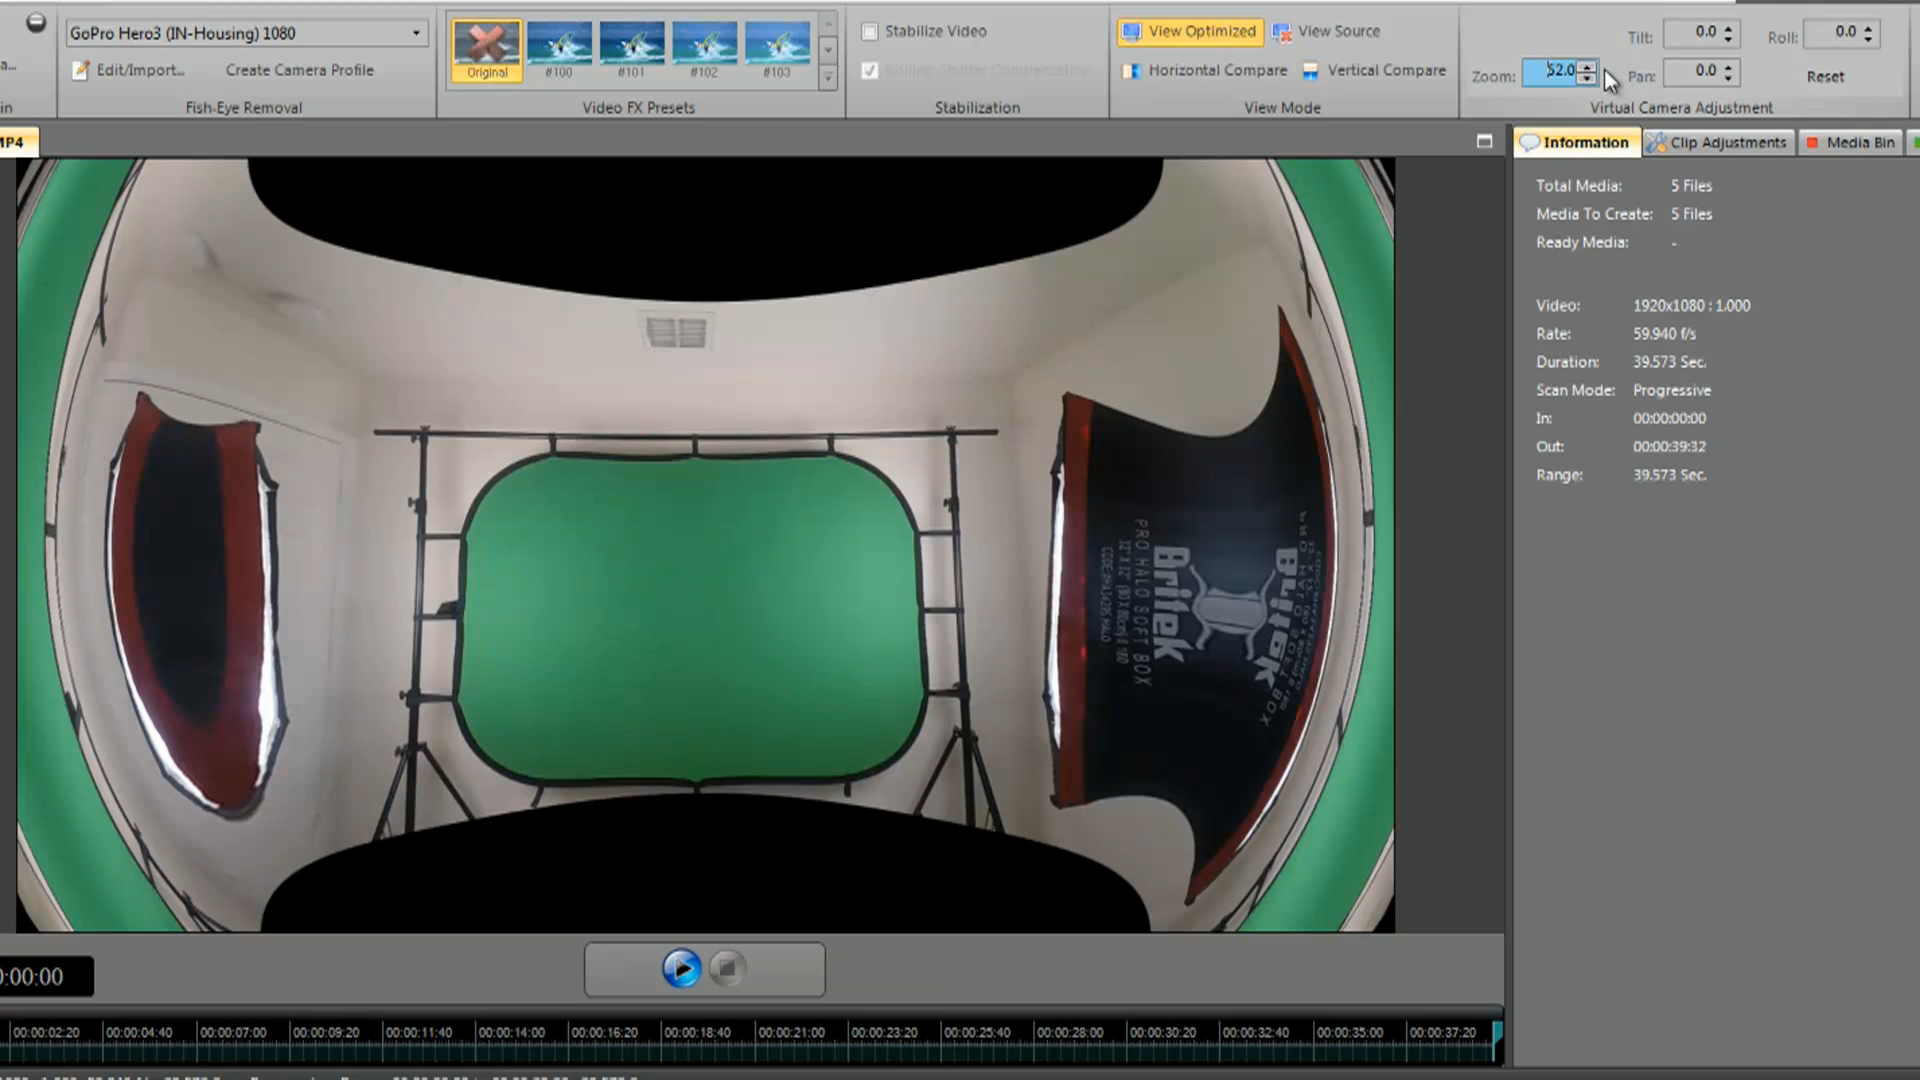 GoPro Hero3 (IN-Housing) 1080
Edit/Import...
Create Camera Profile
Fish-Eye Removal
Original
#100
#101
#102
#103
Video FX Presets
Stabilize Video
Rolling Shutter Compensation
Stabilization
View Optimized
View Source
Horizontal Compare
Vertical Compare
View Mode
Tilt: 0.0
Roll: 0.0
Zoom: 52.0
Pan: 0.0
Reset
Virtual Camera Adjustment
MP4
Information
Clip Adjustments
Media Bin
Total Media: 5 Files
Media To Create: 5 Files
Ready Media: -
Video: 1920x1080 : 1.000
Rate: 59.940 f/s
Duration: 39.573 Sec.
Scan Mode: Progressive
In: 00:00:00:00
Out: 00:00:39:32
Range: 39.573 Sec.
Britek
PRO HALO SOFT BOX
Britek
0:00:00
00:00:02:20
00:00:04:40
00:00:07:00
00:00:09:20
00:00:11:40
00:00:14:00
00:00:16:20
00:00:18:40
00:00:21:00
00:00:23:20
00:00:25:40
00:00:28:00
00:00:30:20
00:00:32:40
00:00:35:00
00:00:37:20